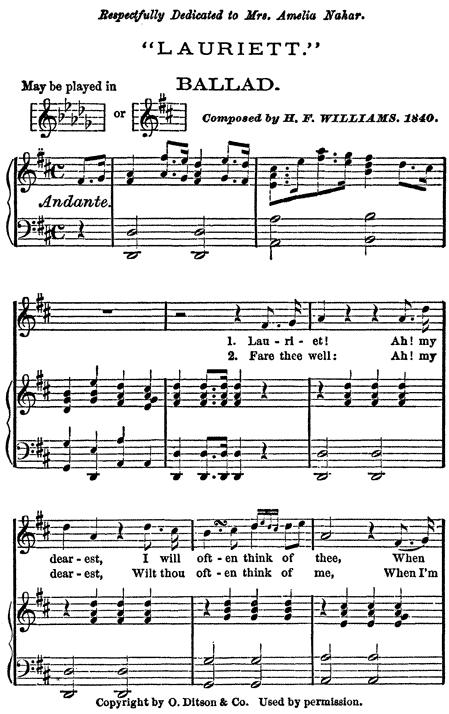 Respectfully Dedicated to Mrs. Amelia Nahar.
"LAURIETT."
May be played in
BALLAD.
or
Composed by H. F. WILLIAMS. 1840.
Andante.
1. Lau - ri - et! Ah! my
2. Fare thee well: Ah! my
dear - est, I will oft - en think of thee, When
dear - est, Wilt thou oft - en think of me, When I'm
Copyright by O. Ditson & Co. Used by permission.